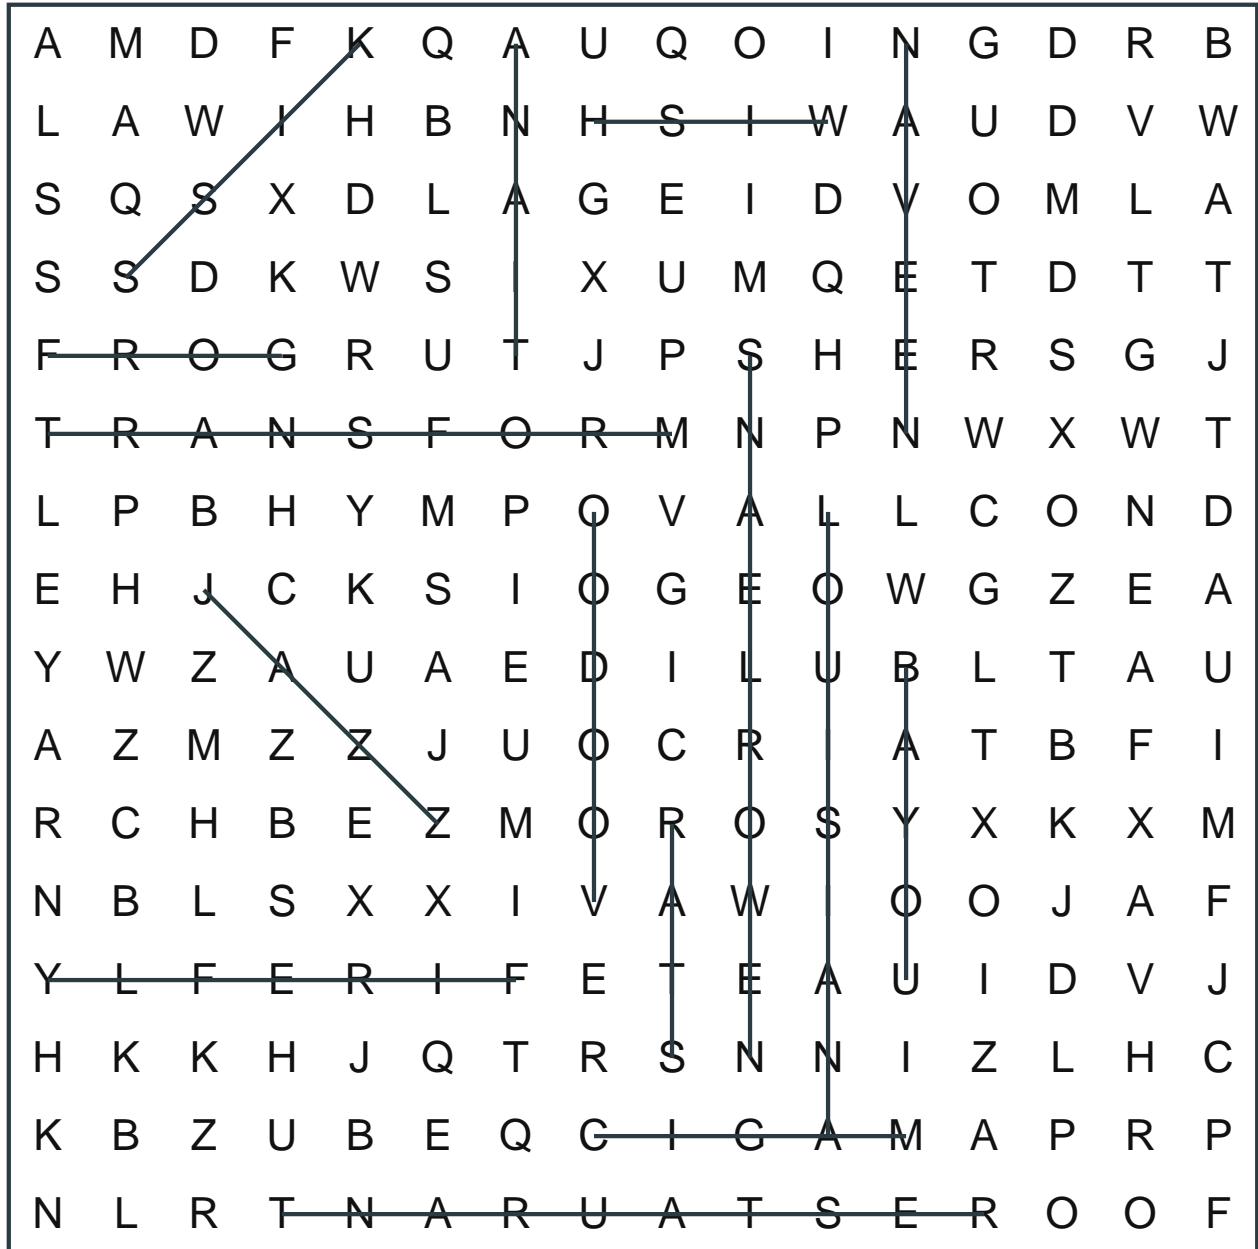 A M D F K Q A U Q O I N G D R B
L A W I H B N H S I W A U D V W
S Q S X D L A G E I D V O M L A
S S D K W S I X U M Q E T D T T
F R O G R U T J P S H E R S G J
T R A N S F O R M N P N W X W T
L P B H Y M P O V A L L C O N D
E H J C K S I O G E O W G Z E A
Y W Z A U A E D I L U B L T A U
A Z M Z Z J U O C R I A T B F I
R C H B E Z M O R O S Y X K X M
N B L S X X I V A W I O O J A F
Y L F E R I F E T E A U I D V J
H K K H J Q T R S N N I Z L H C
K B Z U B E Q C I G A M A P R P
N L R T N A R U A T S E R O O F